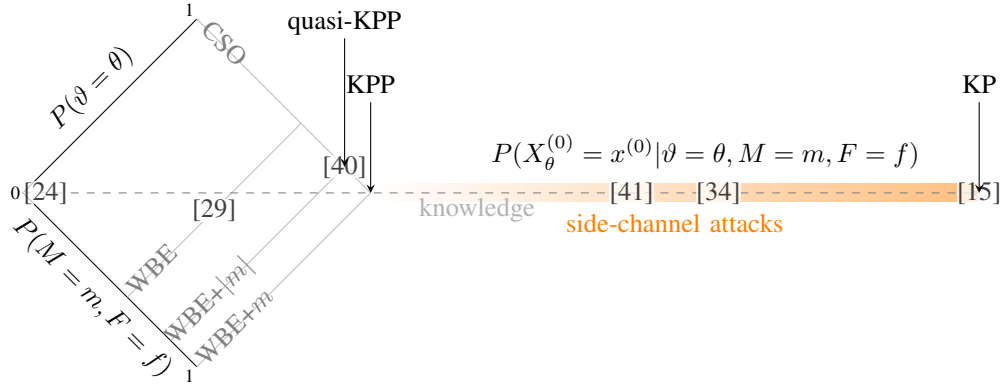 1
quasi-KPP
CSO
KPP
KP
P(ϑ = θ)
P(X_θ^{(0)} = x^{(0)}|ϑ = θ, M = m, F = f)
[40]
0
[24]
[29]
[41]
[34]
[15]
knowledge
side-channel attacks
P(M = m, F = f)
WBE
WBE+|m|
WBE+m
1